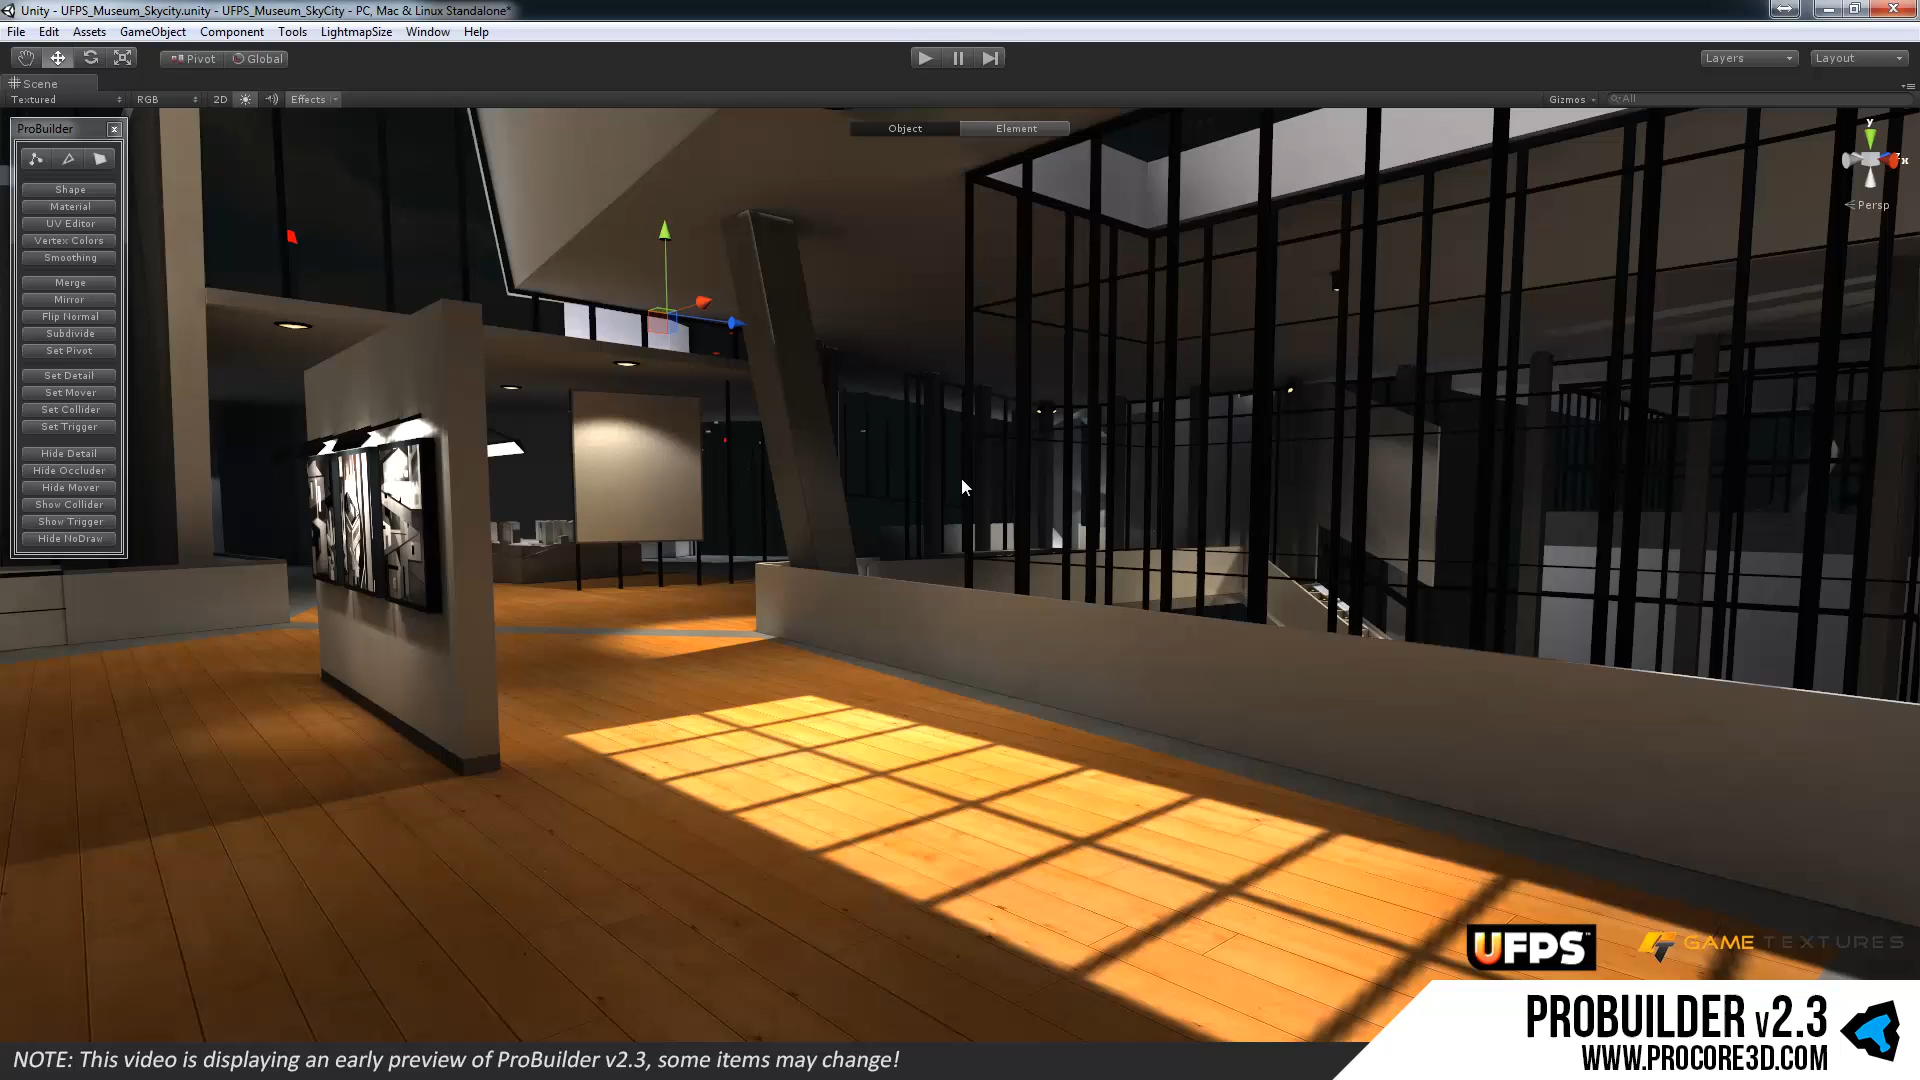 Unity - UFPS_Museum_Skycity.unity - UFPS_Museum_SkyCity - PC, Mac & Linux Standalone*
File Edit Assets GameObject Component Tools LightmapSize Window Help
Pivot Global Layers Layout
Scene
Textured RGB 2D Effects Gizmos All
ProBuilder
Object Element
y
x
Persp
Shape
Material
UV Editor
Vertex Colors
Smoothing
Merge
Mirror
Flip Normal
Subdivide
Set Pivot
Set Detail
Set Mover
Set Collider
Set Trigger
Hide Detail
Hide Occluder
Hide Mover
Show Collider
Show Trigger
Hide NoDraw
UFPS™
GAME TEXTURES
PROBUILDER v2.3
WWW.PROCORE3D.COM
NOTE: This video is displaying an early preview of ProBuilder v2.3, some items may change!